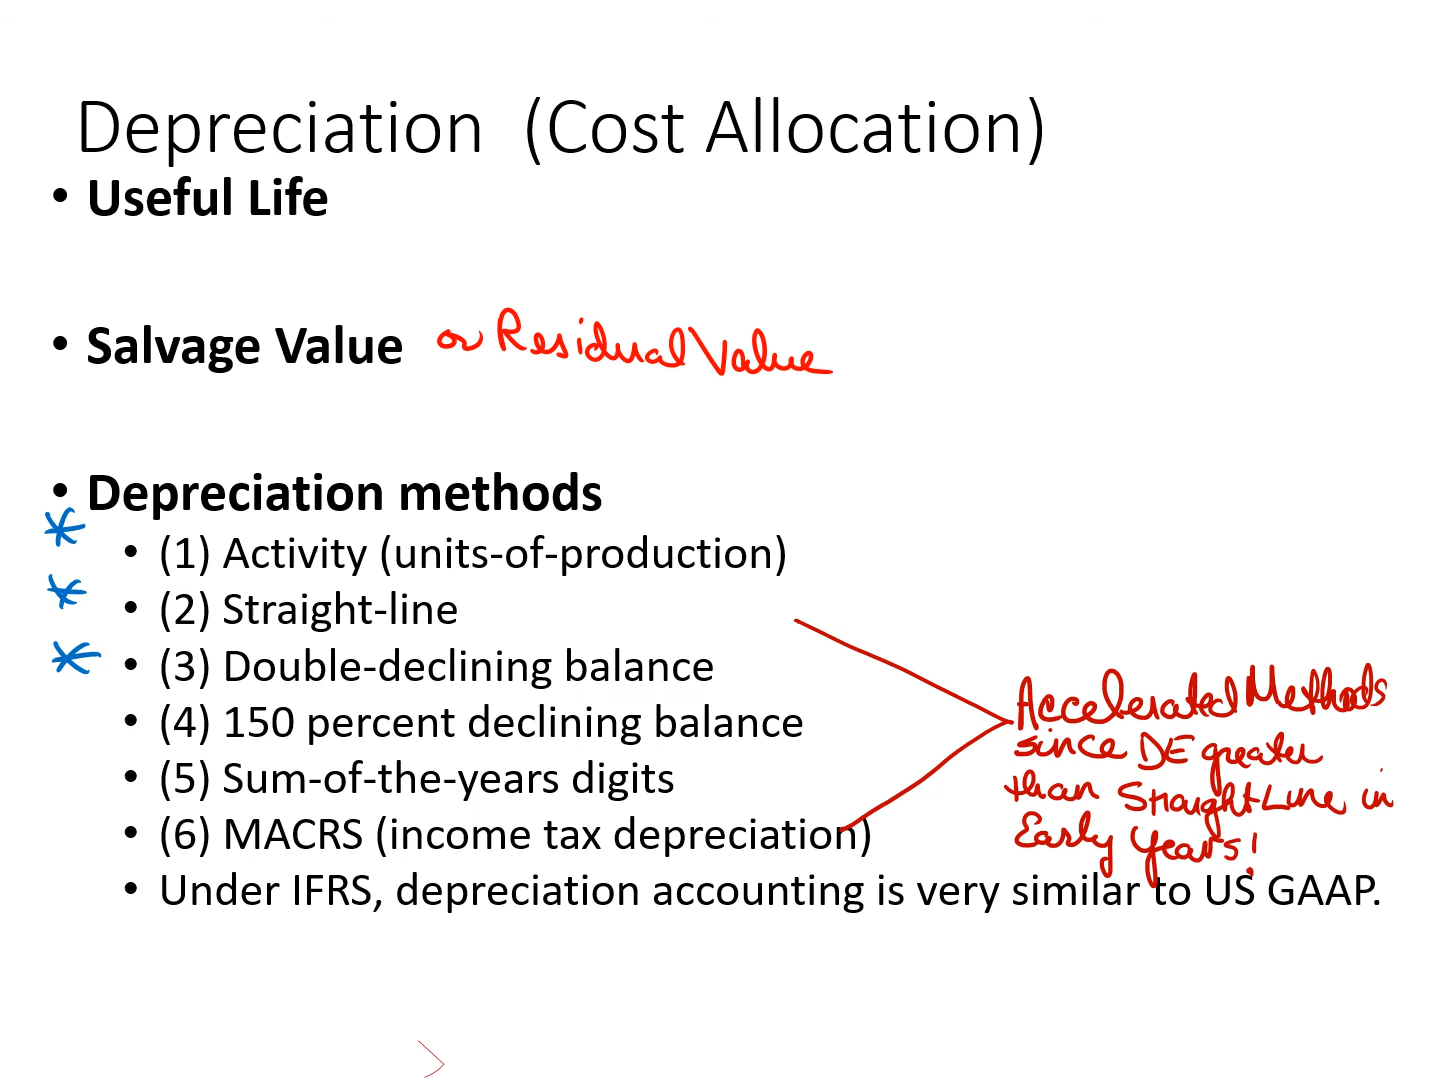 Depreciation (Cost Allocation)
• Useful Life
• Salvage Value or Residual Value
• Depreciation methods
• (1) Activity (units-of-production)
• (2) Straight-line
• (3) Double-declining balance
• (4) 150 percent declining balance
• (5) Sum-of-the-years digits
• (6) MACRS (income tax depreciation)
Accelerated Methods
since DE greater
than Straight-Line in
Early Years!
• Under IFRS, depreciation accounting is very similar to US GAAP.